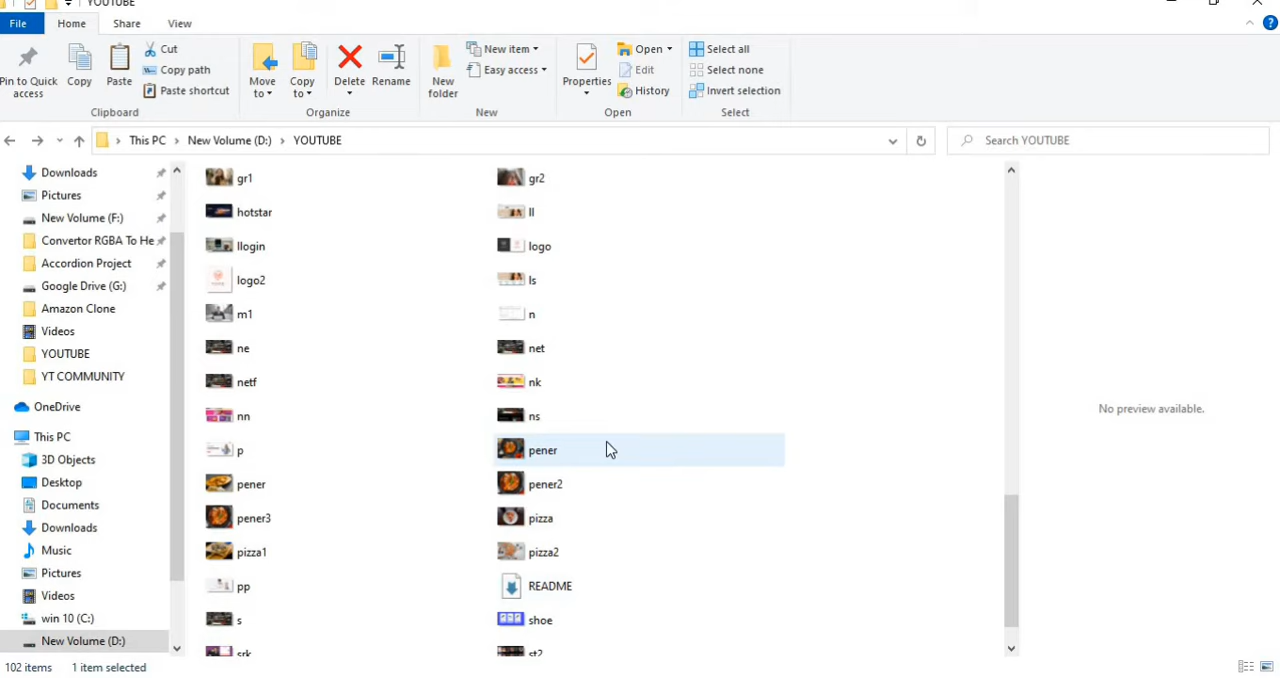 YOUTUBE
File Home Share View
Pin to Quick access
Copy
Paste
Cut
Copy path
Paste shortcut
Clipboard
Move to
Copy to
Delete
Rename
Organize
New folder
New item
Easy access
New
Properties
Open
Edit
History
Open
Select all
Select none
Invert selection
Select
This PC > New Volume (D:) > YOUTUBE
Search YOUTUBE
Downloads
Pictures
New Volume (F:)
Convertor RGBA To He
Accordion Project
Google Drive (G:)
Amazon Clone
Videos
YOUTUBE
YT COMMUNITY
OneDrive
This PC
3D Objects
Desktop
Documents
Downloads
Music
Pictures
Videos
win 10 (C:)
New Volume (D:)
gr1 gr2
hotstar ll
llogin logo
logo2 ls
m1 n
ne net
netf nk
nn ns
p pener
pener pener2
pener3 pizza
pizza1 pizza2
pp README
s shoe
srk st2
No preview available.
102 items 1 item selected